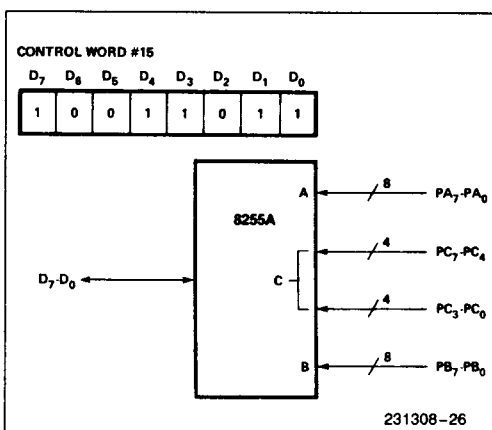 CONTROL WORD #15
D7 D6 D5 D4 D3 D2 D1 D0
1 0 0 1 1 0 1 1
8255A
A
8
PA7-PA0
4
PC7-PC4
D7-D0
C
4
PC3-PC0
B
8
PB7-PB0
231308-26